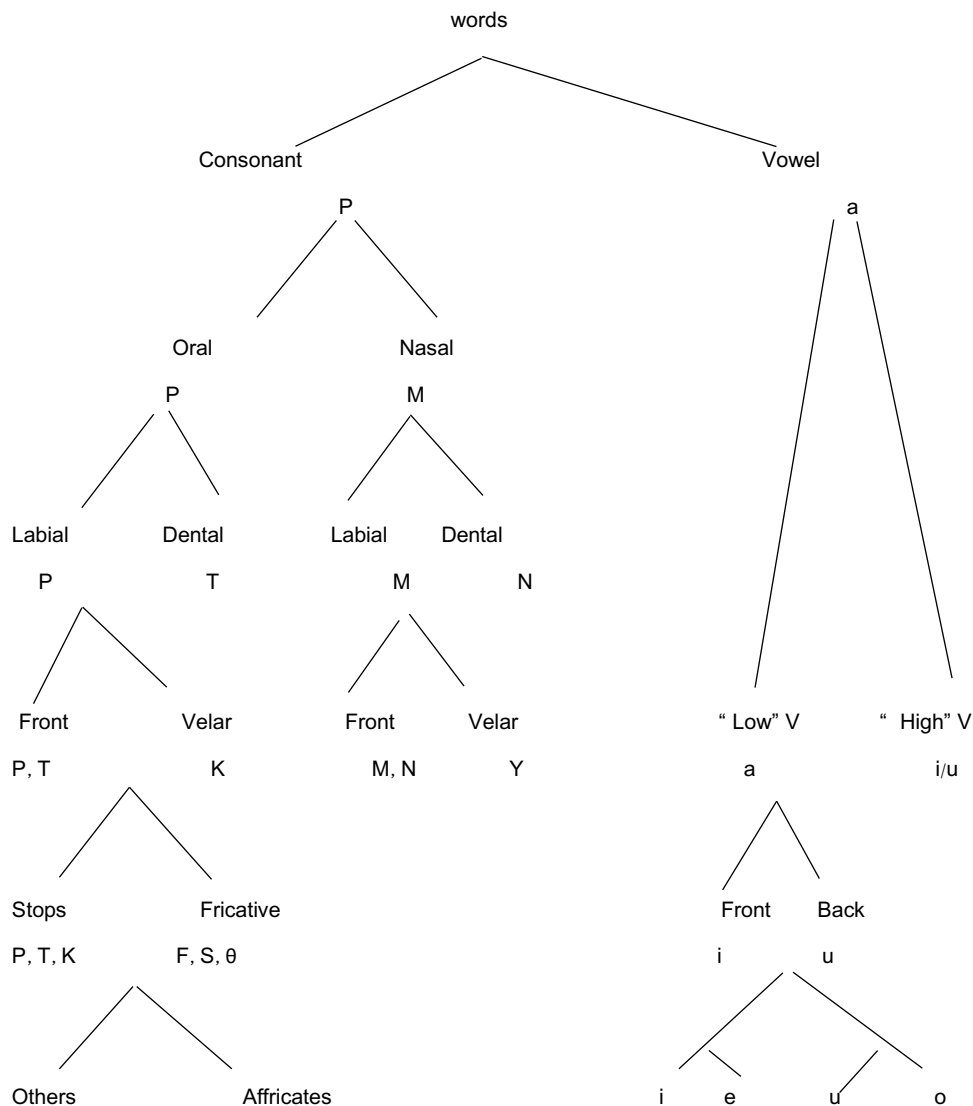 words
Consonant Vowel
P a
Oral Nasal
P M
Labial Dental Labial Dental
P T M N
Front Velar Front Velar “ Low” V “ High” V
P, T K M, N Y a i/u
Stops Fricative Front Back
P, T, K F, S, θ i u
Others Affricates i e u o